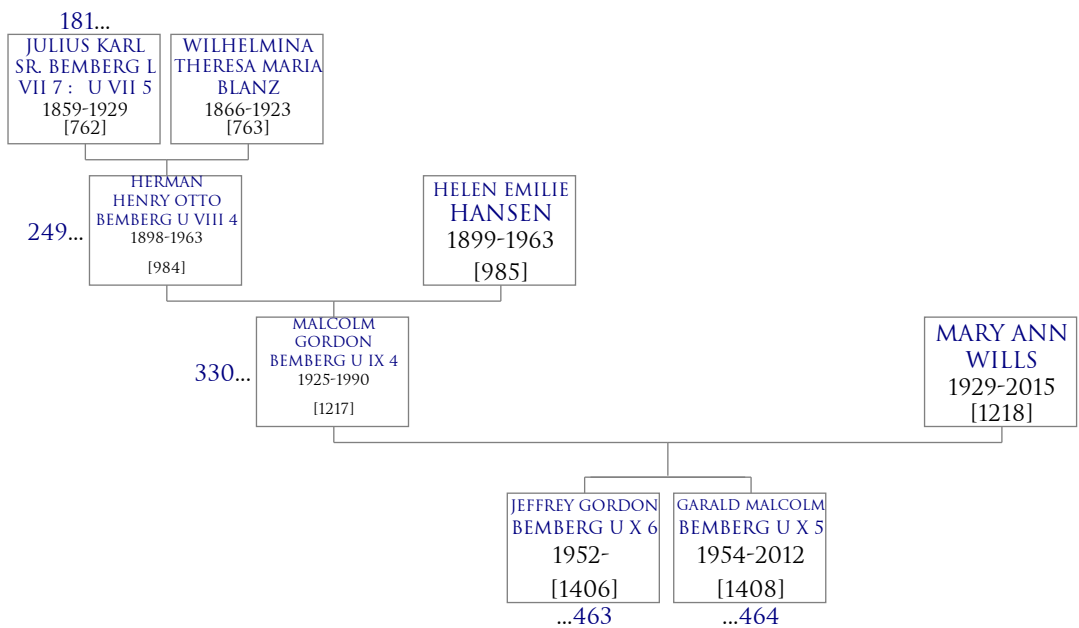 181...
JULIUS KARL
SR. BEMBERG L
VII 7 : U VII 5
1859-1929
[762]
WILHELMINA
THERESA MARIA
BLANZ
1866-1923
[763]
249...
HERMAN
HENRY OTTO
BEMBERG U VIII 4
1898-1963
[984]
HELEN EMILIE
HANSEN
1899-1963
[985]
330...
MALCOLM
GORDON
BEMBERG U IX 4
1925-1990
[1217]
MARY ANN
WILLS
1929-2015
[1218]
JEFFREY GORDON
BEMBERG U X 6
1952-
[1406]
...463
GARALD MALCOLM
BEMBERG U X 5
1954-2012
[1408]
...464